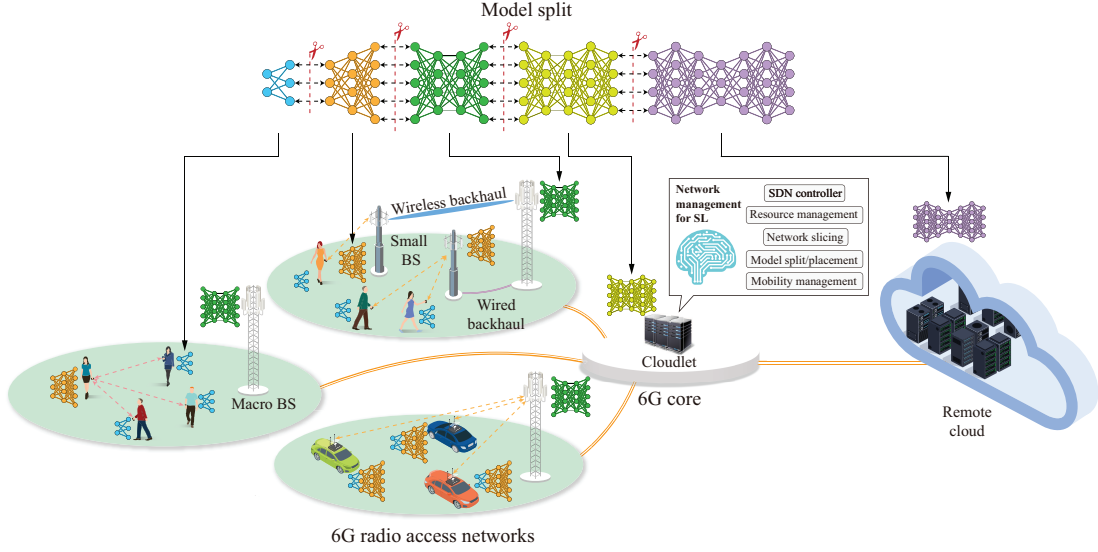 Model split
Wireless backhaul
Small
BS
Wired
backhaul
Macro BS
Network
management
for SL
SDN controller
Resource management
Network slicing
Model split/placement
Mobility management
Cloudlet
6G core
Remote
cloud
6G radio access networks